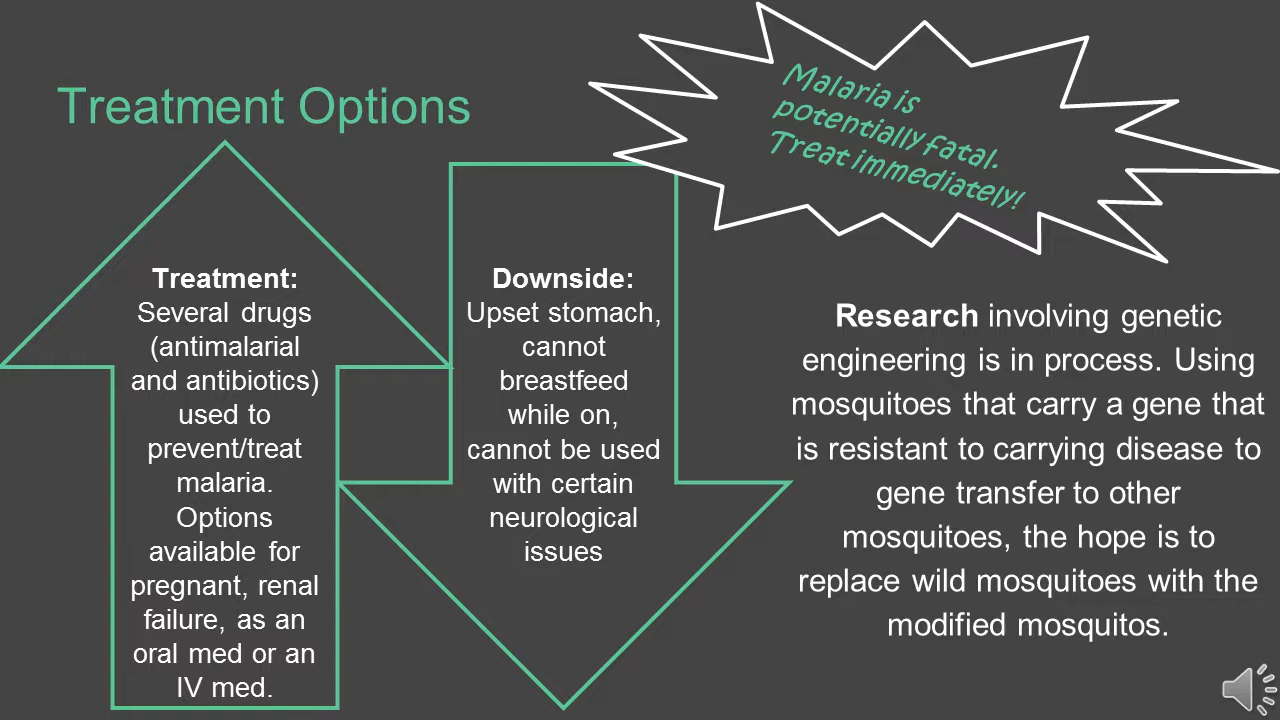 Treatment Options
Malaria is
potentially fatal.
Treat immediately!
Treatment:
Several drugs
(antimalarial
and antibiotics)
used to
prevent/treat
malaria.
Options
available for
pregnant, renal
failure, as an
oral med or an
IV med.
Downside:
Upset stomach,
cannot
breastfeed
while on,
cannot be used
with certain
neurological
issues
Research involving genetic
engineering is in process. Using
mosquitoes that carry a gene that
is resistant to carrying disease to
gene transfer to other
mosquitoes, the hope is to
replace wild mosquitoes with the
modified mosquitos.